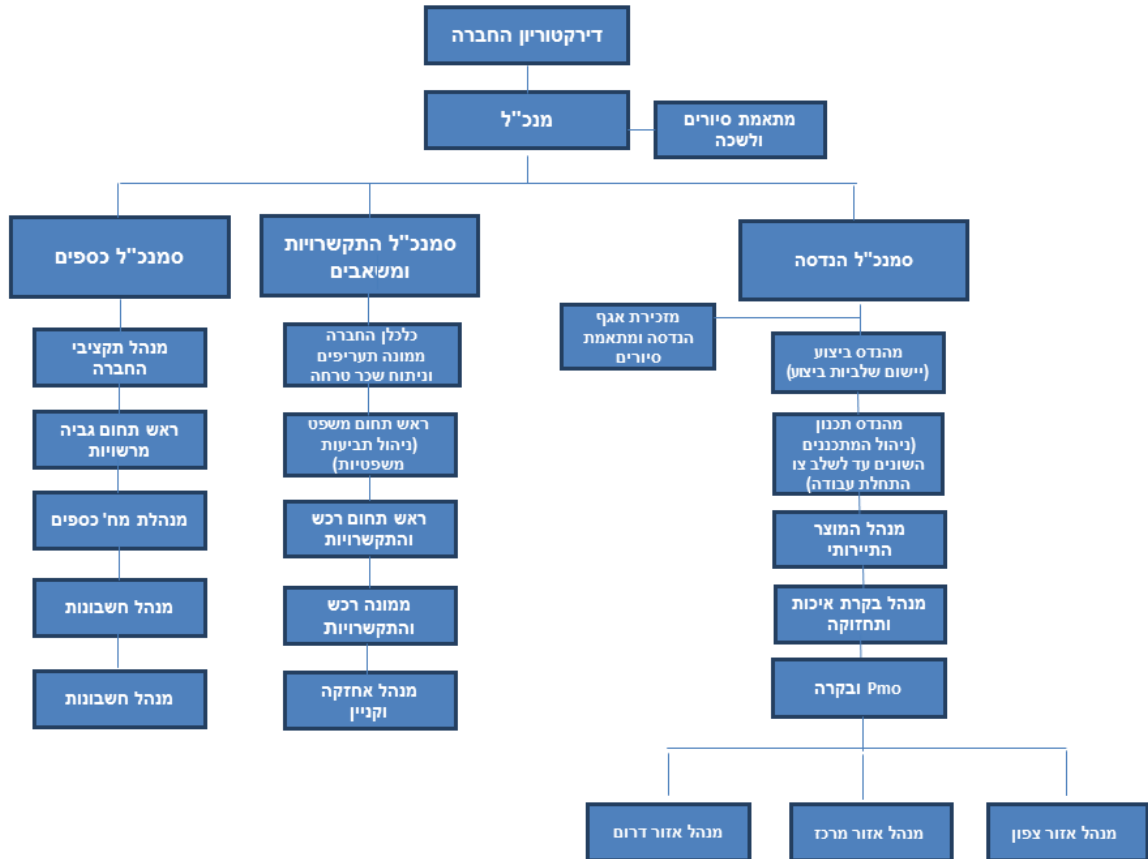 דירקטוריון החברה
מנכ"ל
מתאמת סיורים
ולשכה
סמנכ"ל הנדסה
מזכירת אגף
הנדסה ומתאמת
סיורים
מהנדס ביצוע
(יישום שלביות ביצוע)
מהנדס תכנון
(ניהול המתכננים
השונים עד לשלב צו
התחלת עבודה)
מנהל המוצר
התיירותי
מנהל בקרת איכות
ותחזוקה
Pmo ובקרה
מנהל אזור צפון
מנהל אזור מרכז
מנהל אזור דרום
סמנכ"ל התקשרויות
ומשאבים
כלכלן החברה
ממונה תעריפים
וניתוח שכר טרחה
ראש תחום משפט
(ניהול תביעות
משפטיות)
ראש תחום רכש
והתקשרויות
ממונה רכש
והתקשרויות
מנהל אחזקה
וקניין
סמנכ"ל כספים
מנהל תקציבי
החברה
ראש תחום גביה
מרשויות
מנהלת מח' כספים
מנהל חשבונות
מנהל חשבונות